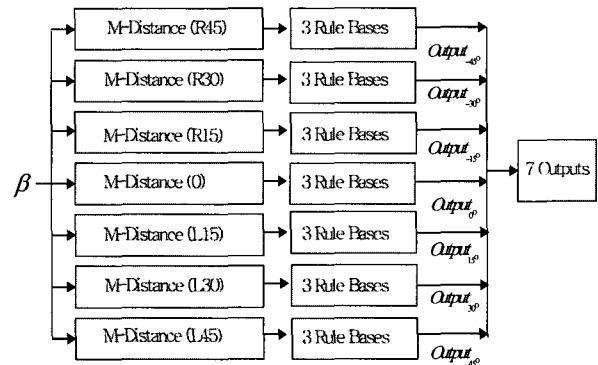 M-Distance (R45)
3 Rule Bases
Output-45°
M-Distance (R30)
3 Rule Bases
Output-30°
M-Distance (R15)
3 Rule Bases
Output-15°
β
M-Distance (0)
3 Rule Bases
Output0°
7 Outputs
M-Distance (L15)
3 Rule Bases
Output15°
M-Distance (L30)
3 Rule Bases
Output30°
M-Distance (L45)
3 Rule Bases
Output45°